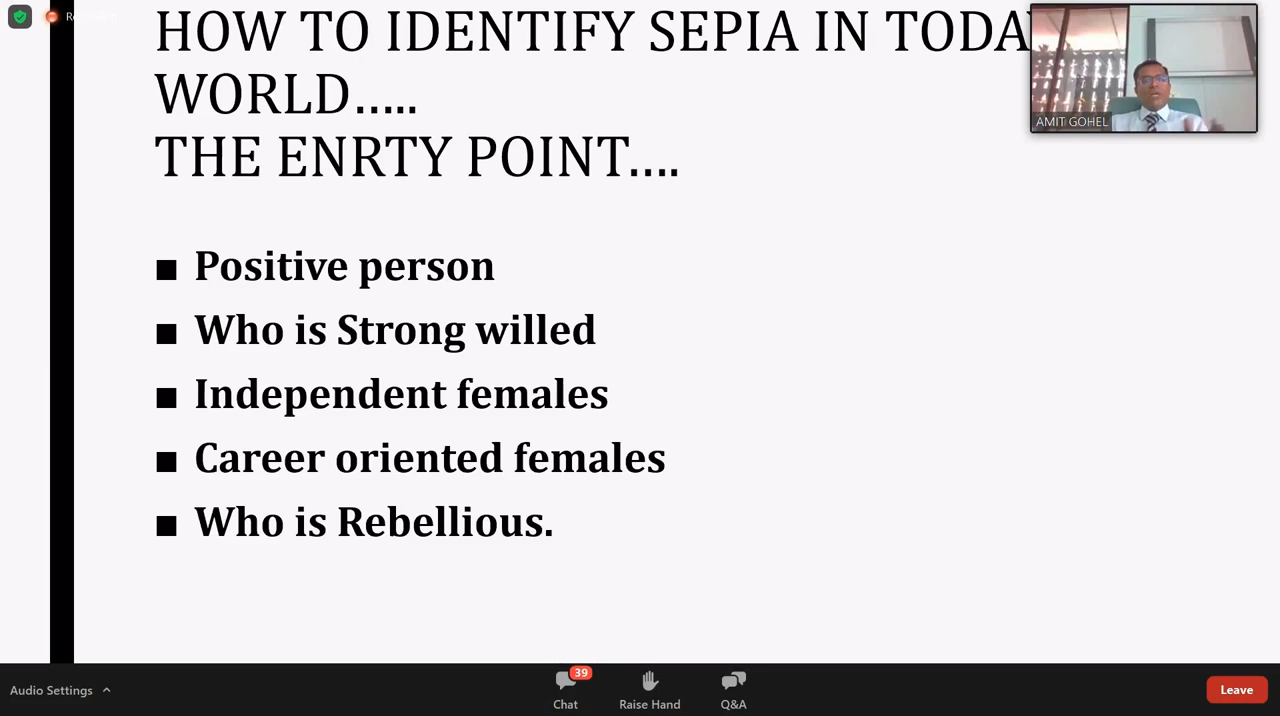 HOW TO IDENTIFY SEPIA IN TODA
WORLD.....
THE ENRTY POINT....
■ Positive person
■ Who is Strong willed
■ Independent females
■ Career oriented females
■ Who is Rebellious.
AMIT GOHEL
Audio Settings
39
Chat
Raise Hand
Q&A
Leave